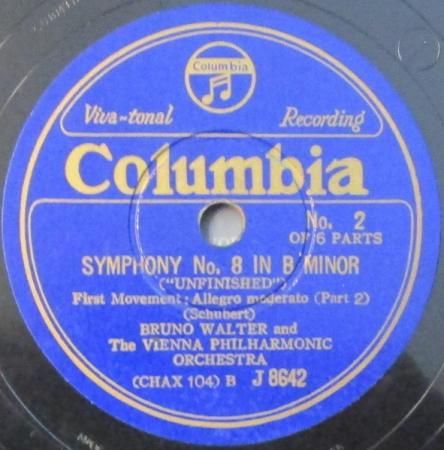 Columbia
Viva-tonal Recording
Columbia
No. 2
OF 6 PARTS
SYMPHONY No. 8 IN B MINOR
("UNFINISHED")
First Movement: Allegro moderato (Part 2)
(Schubert)
BRUNO WALTER and
The VIENNA PHILHARMONIC
ORCHESTRA
(CHAX 104) B J 8642